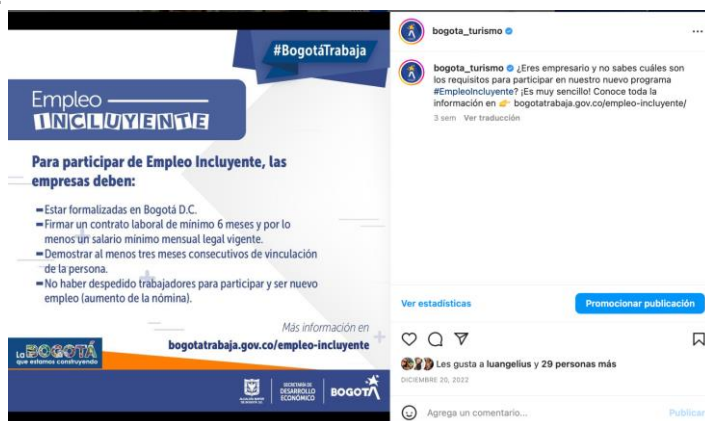 #BogotáTrabaja
Empleo
INCLUYENTE
Para participar de Empleo Incluyente, las
empresas deben:
Estar formalizadas en Bogotá D.C.
Firmar un contrato laboral de mínimo 6 meses y por lo
menos un salario mínimo mensual legal vigente.
Demostrar al menos tres meses consecutivos de vinculación
de la persona.
No haber despedido trabajadores para participar y ser nuevo
empleo (aumento de la nómina).
Más información en
bogotatrabaja.gov.co/empleo-incluyente
La BOGOTÁ
que estamos construyendo
SECRETARÍA DE
DESARROLLO
ECONÓMICO
BOGOTÁ
bogota_turismo
bogota_turismo ¿Eres empresario y no sabes cuáles son
los requisitos para participar en nuestro nuevo programa
#EmpleoIncluyente? ¡Es muy sencillo! Conoce toda la
información en 👉 bogotatrabaja.gov.co/empleo-incluyente/
3 sem Ver traducción
Ver estadísticas
Promocionar publicación
Les gusta a luangelius y 29 personas más
DICIEMBRE 20, 2022
Agrega un comentario...
Publicar